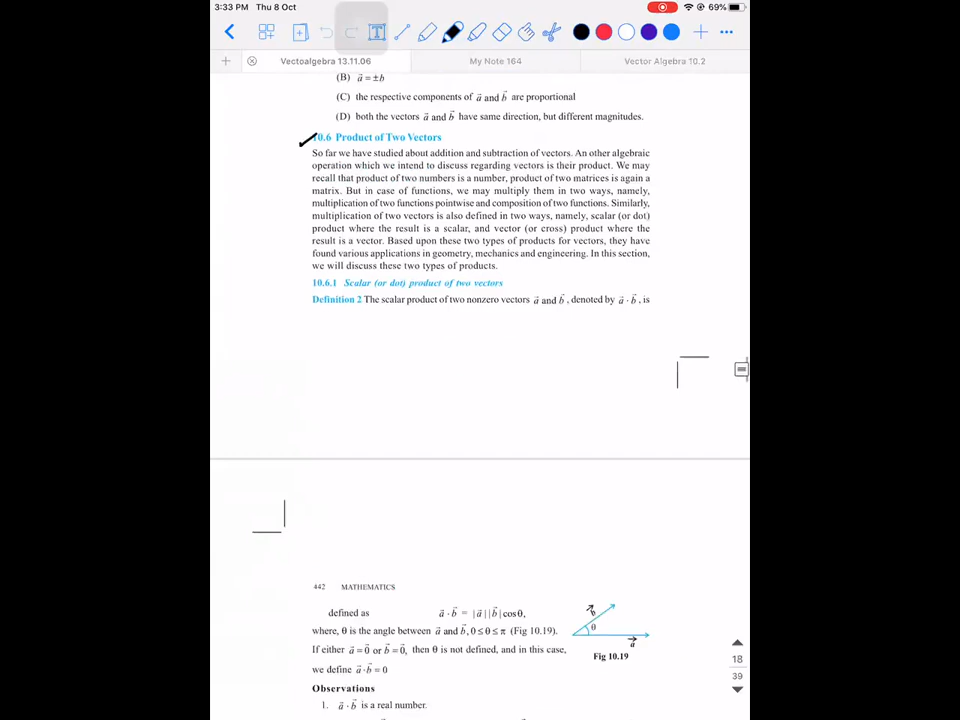 3:33 PM Thu 8 Oct
69%
Vectoalgebra 13.11.06
My Note 164
Vector Algebra 10.2
(B) a⃗ = ±b
(C) the respective components of a⃗ and b⃗ are proportional
(D) both the vectors a⃗ and b⃗ have same direction, but different magnitudes.
10.6 Product of Two Vectors
So far we have studied about addition and subtraction of vectors. An other algebraic
operation which we intend to discuss regarding vectors is their product. We may
recall that product of two numbers is a number, product of two matrices is again a
matrix. But in case of functions, we may multiply them in two ways, namely,
multiplication of two functions pointwise and composition of two functions. Similarly,
multiplication of two vectors is also defined in two ways, namely, scalar (or dot)
product where the result is a scalar, and vector (or cross) product where the
result is a vector. Based upon these two types of products for vectors, they have
found various applications in geometry, mechanics and engineering. In this section,
we will discuss these two types of products.
10.6.1 Scalar (or dot) product of two vectors
Definition 2 The scalar product of two nonzero vectors a⃗ and b⃗, denoted by a⃗ · b⃗, is
442 MATHEMATICS
defined as a⃗ · b⃗ = |a⃗| |b⃗| cos θ,
where, θ is the angle between a⃗ and b⃗, 0 ≤ θ ≤ π (Fig 10.19).
If either a⃗ = 0⃗ or b⃗ = 0⃗, then θ is not defined, and in this case,
we define a⃗ · b⃗ = 0
b⃗
θ
a⃗
Fig 10.19
18
39
Observations
1. a⃗ · b⃗ is a real number.